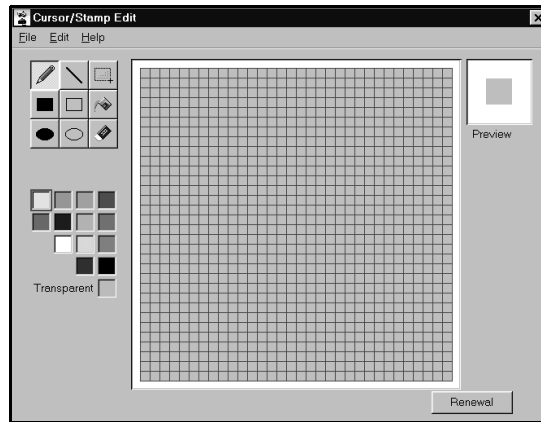 Cursor/Stamp Edit
File Edit Help
Preview
Transparent
Renewal